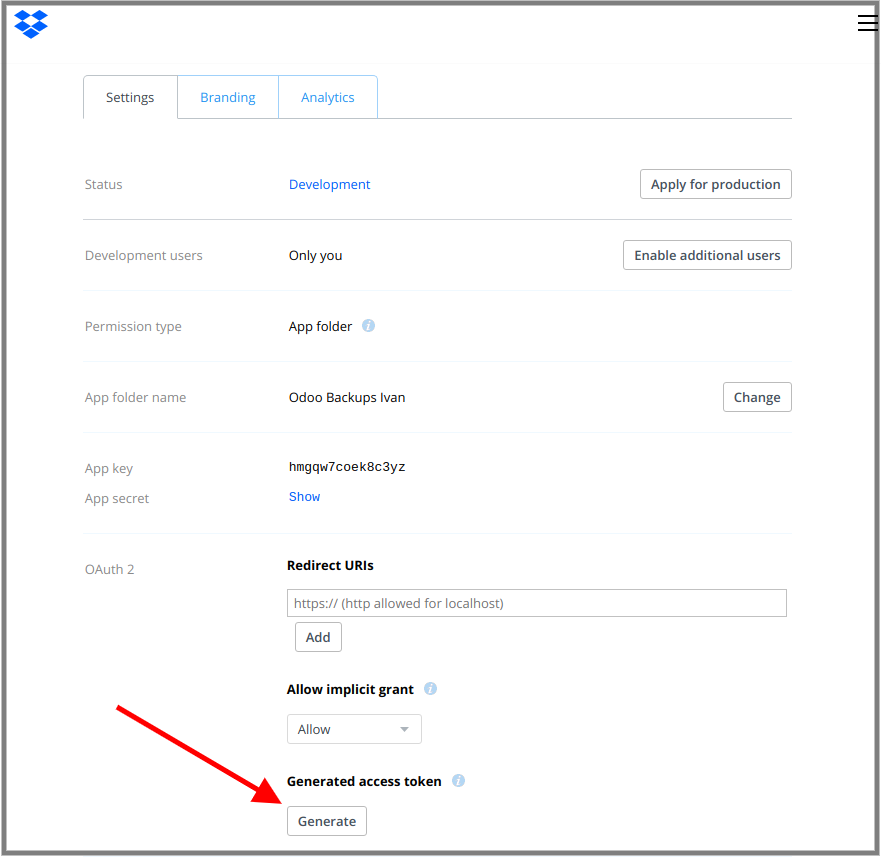 Settings Branding Analytics
Status Development Apply for production
Development users Only you Enable additional users
Permission type App folder i
App folder name Odoo Backups Ivan Change
App key hmgqw7coek8c3yz
App secret Show
OAuth 2 Redirect URIs
https:// (http allowed for localhost)
Add
Allow implicit grant i
Allow
Generated access token i
Generate